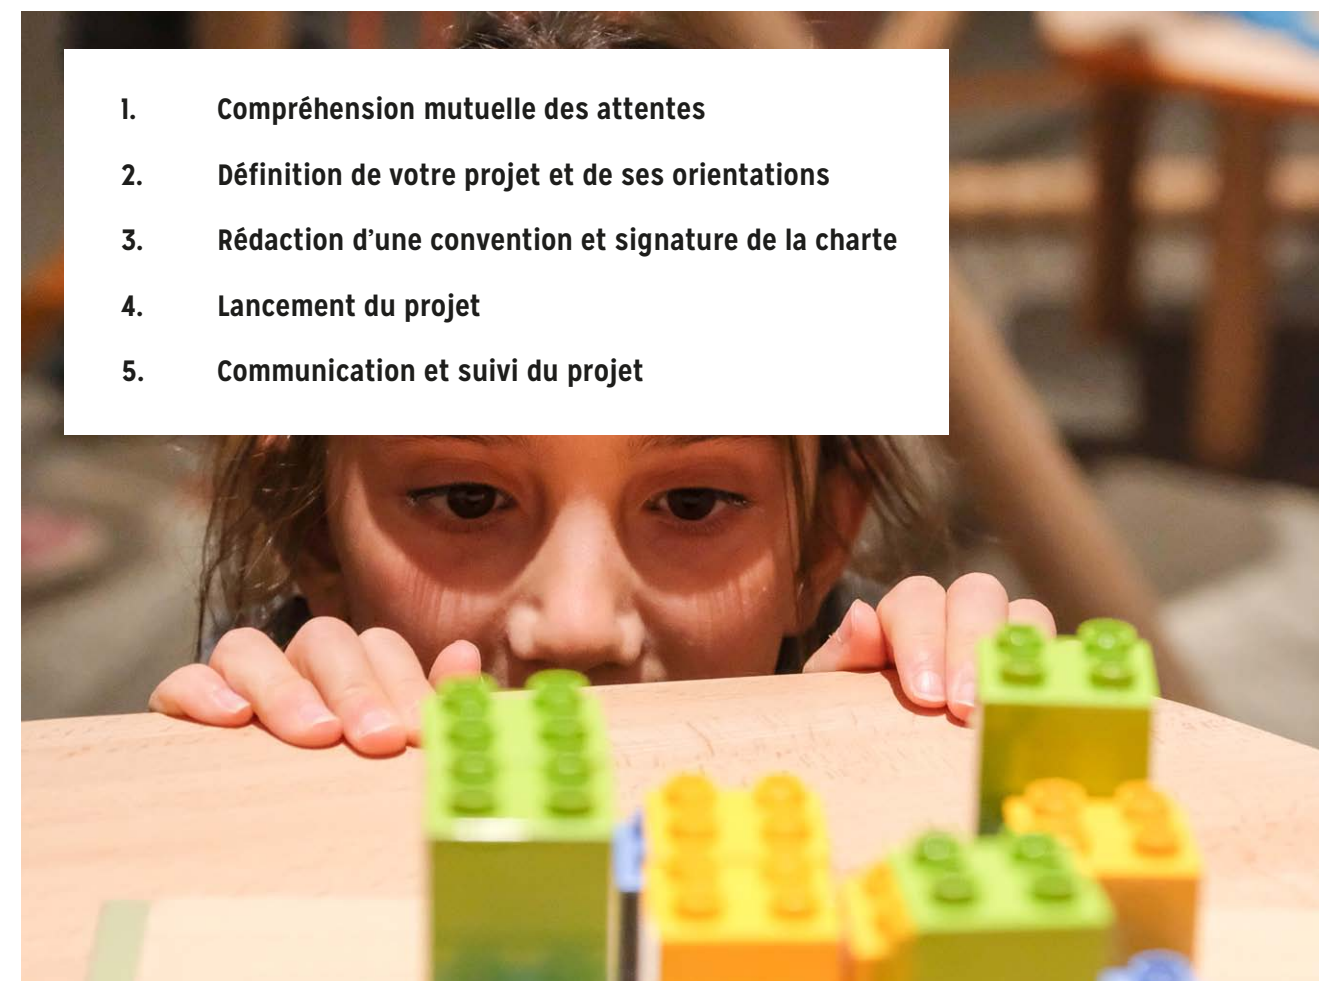 1. Compréhension mutuelle des attentes
2. Définition de votre projet et de ses orientations
3. Rédaction d’une convention et signature de la charte
4. Lancement du projet
5. Communication et suivi du projet